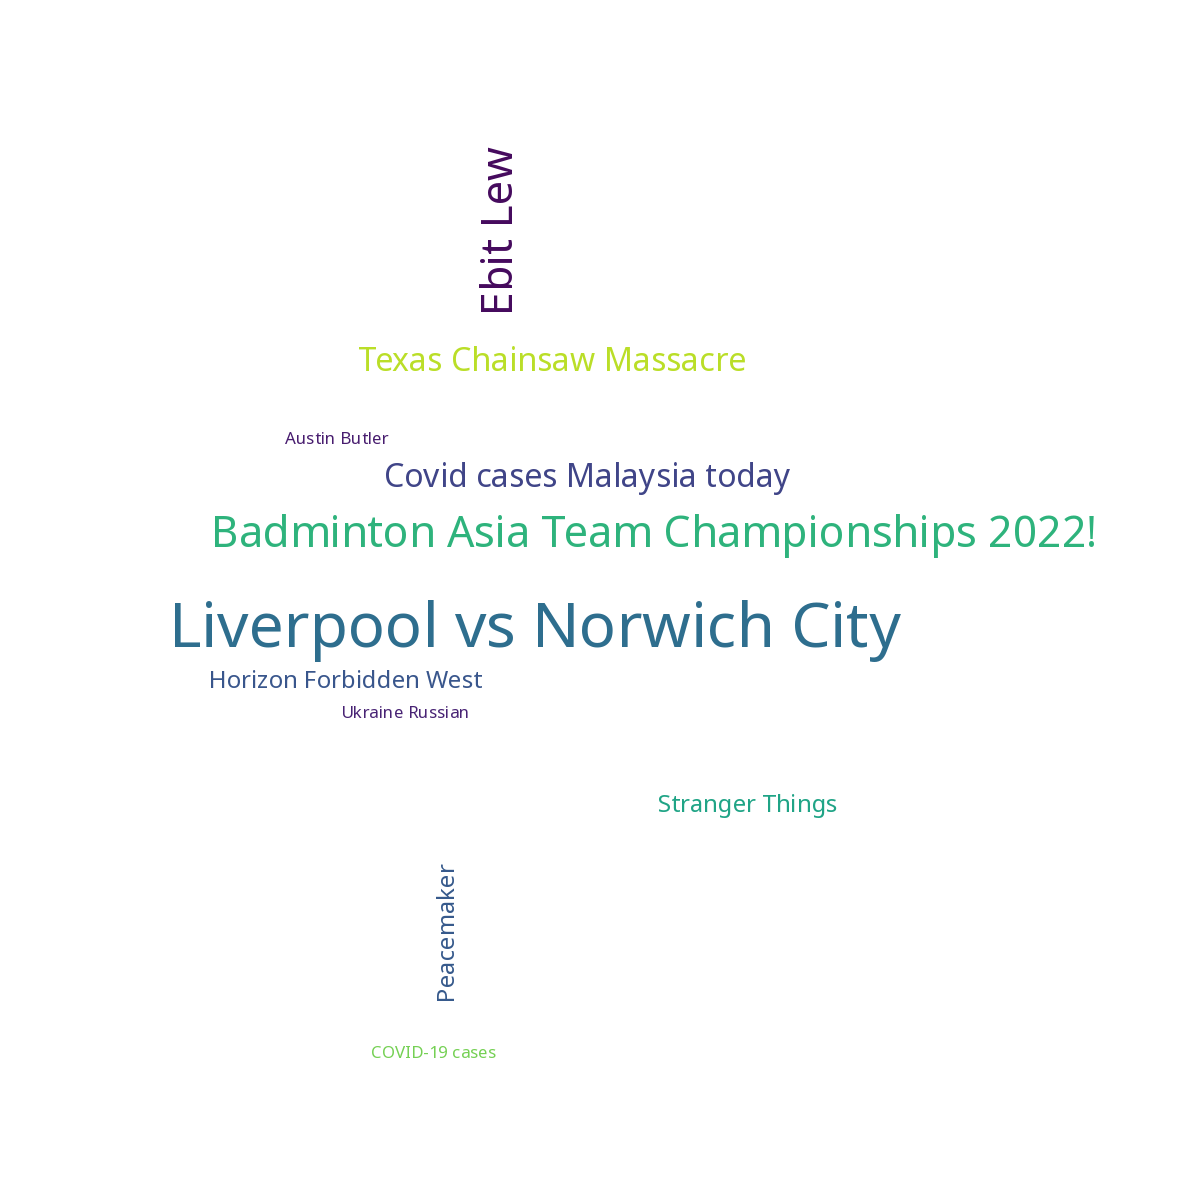 Ebit Lew
Texas Chainsaw Massacre
Austin Butler
Covid cases Malaysia today
Badminton Asia Team Championships 2022!
Liverpool vs Norwich City
Horizon Forbidden West
Ukraine Russian
Stranger Things
Peacemaker
COVID-19 cases